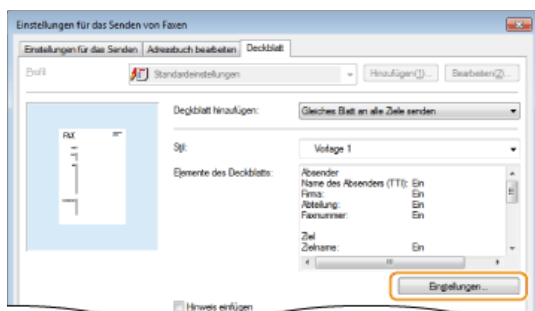 Einstellungen für das Senden von Faxen
Einstellungen für das Senden Adressbuch bearbeiten Deckblatt
Profil Standardeinstellungen Hinzufügen(1)... Bearbeiten(2)...
Deckblatt hinzufügen: Gleiches Blatt an alle Ziele senden
Stil: Vorlage 1
Elemente des Deckblatts: Absender
Name des Absenders (TTI): Ein
Firma: Ein
Abteilung: Ein
Faxnummer: Ein
Ziel
Zielname: Ein
FAX
Einstellungen...
Hinweis einfügen